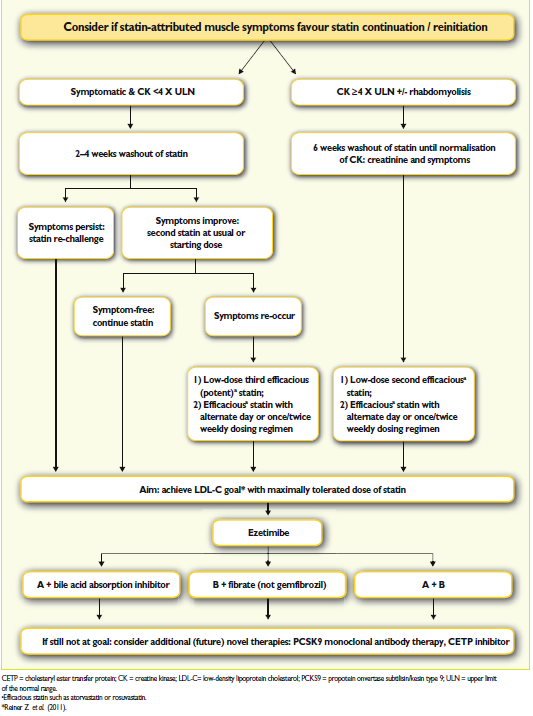 Consider if statin-attributed muscle symptoms favour statin continuation / reinitiation
Symptomatic & CK <4 X ULN
CK ≥4 X ULN +/- rhabdomyolisis
2–4 weeks washout of statin
6 weeks washout of statin until normalisation
of CK: creatinine and symptoms
Symptoms persist:
statin re-challenge
Symptoms improve:
second statin at usual or
starting dose
Symptom-free:
continue statin
Symptoms re-occur
1) Low-dose third efficacious
(potent)ª statin;
2) Efficaciousª statin with
alternate day or once/twice
weekly dosing regimen
1) Low-dose second efficaciousª
statin;
2) Efficaciousª statin with
alternate day or once/twice
weekly dosing regimen
Aim: achieve LDL-C goal* with maximally tolerated dose of statin
Ezetimibe
A + bile acid absorption inhibitor
B + fibrate (not gemfibrozil)
A + B
If still not at goal: consider additional (future) novel therapies: PCSK9 monoclonal antibody therapy, CETP inhibitor
CETP = cholesteryl ester transfer protein; CK = creatine kinase; LDL-C= low-density lipoprotein cholesterol; PCKS9 = propotein onvertase subtilisin/kesin type 9; ULN = upper limit
of the normal range.
ªEfficacious statin such as atorvastatin or rosuvastatin.
*Reiner Z et al. (2011).